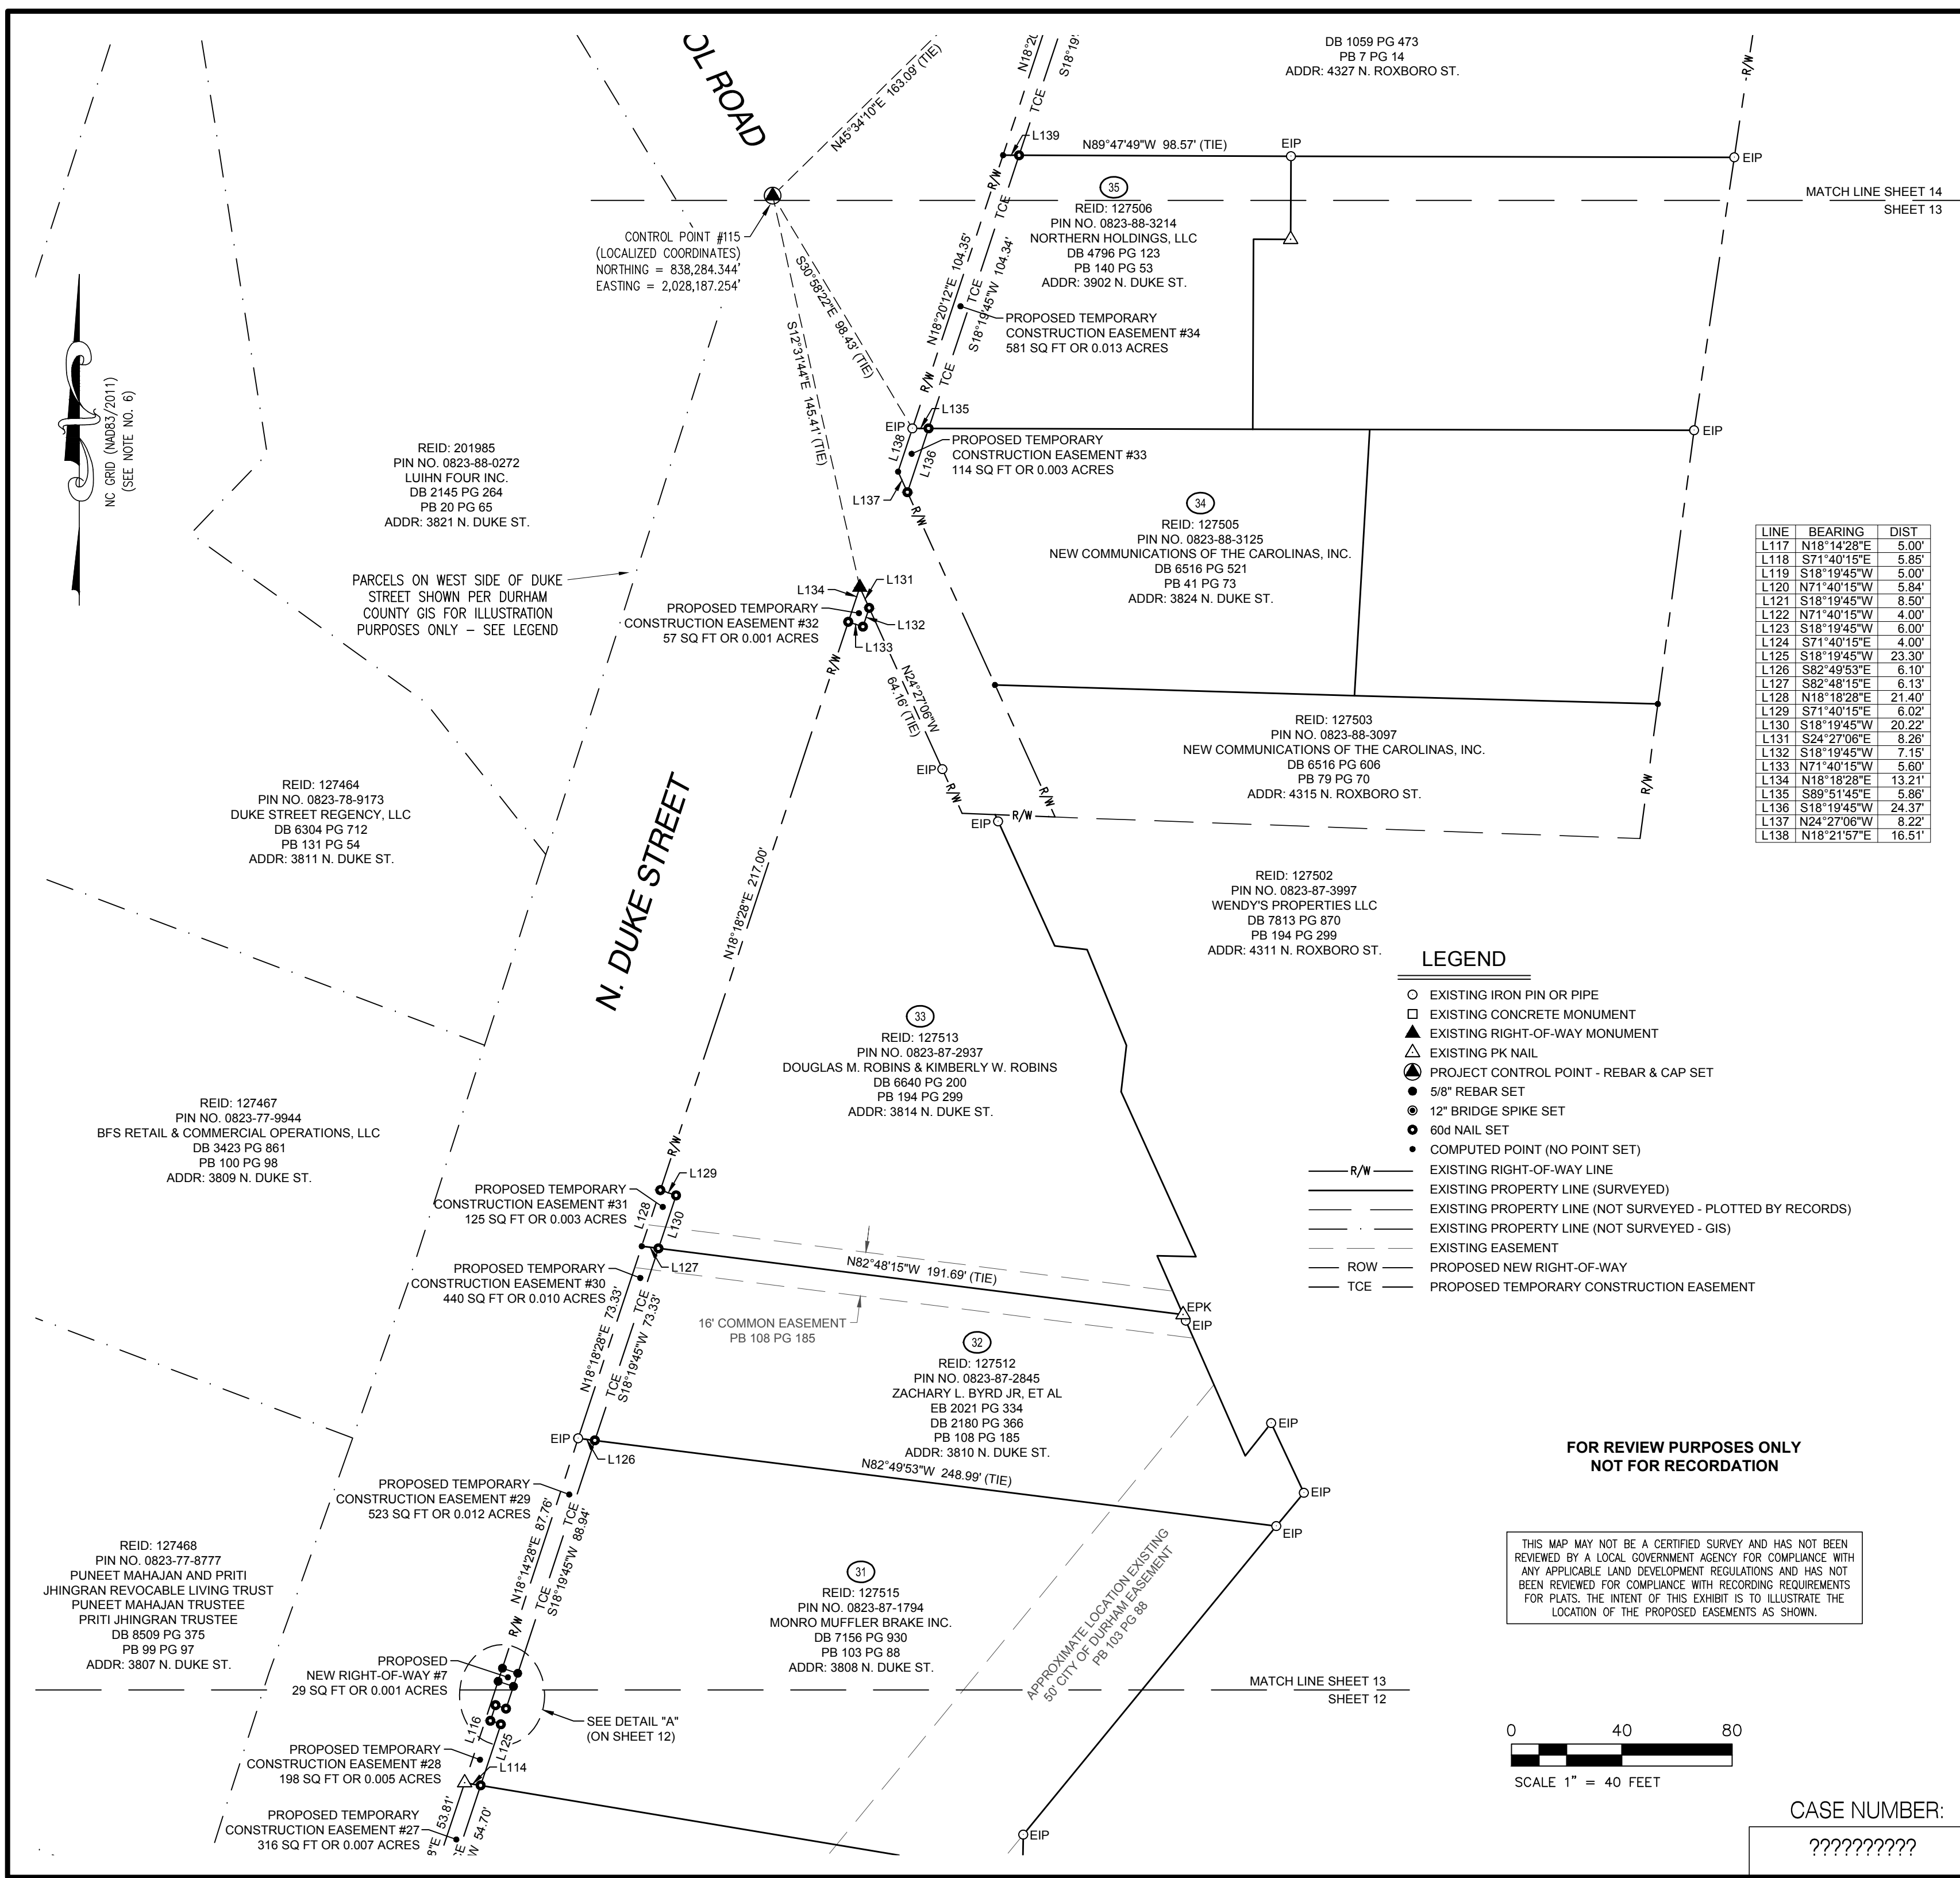 OL ROAD
N45°34'10"E 163.09' (TIE)
N18°20'
S18°19'
TCE
DB 1059 PG 473
PB 7 PG 14
ADDR: 4327 N. ROXBORO ST.
R/W
L139
N89°47'49"W 98.57' (TIE)
EIP
EIP
MATCH LINE SHEET 14
SHEET 13
R/W
TCE
35
REID: 127506
PIN NO. 0823-88-3214
NORTHERN HOLDINGS, LLC
DB 4796 PG 123
PB 140 PG 53
ADDR: 3902 N. DUKE ST.
CONTROL POINT #115
(LOCALIZED COORDINATES)
NORTHING = 838,284.344'
EASTING = 2,028,187.254'
S30°58'22"E 98.43' (TIE)
S12°31'44"E 145.41' (TIE)
N18°20'12"E 104.35'
TCE
S18°19'45"W 104.34'
PROPOSED TEMPORARY
CONSTRUCTION EASEMENT #34
581 SQ FT OR 0.013 ACRES
R/W
TCE
NC GRID (NAD83/2011)
(SEE NOTE NO. 6)
REID: 201985
PIN NO. 0823-88-0272
LUIHN FOUR INC.
DB 2145 PG 264
PB 20 PG 65
ADDR: 3821 N. DUKE ST.
L135
EIP
EIP
L138
L136
PROPOSED TEMPORARY
CONSTRUCTION EASEMENT #33
114 SQ FT OR 0.003 ACRES
L137
R/W
34
REID: 127505
PIN NO. 0823-88-3125
NEW COMMUNICATIONS OF THE CAROLINAS, INC.
DB 6516 PG 521
PB 41 PG 73
ADDR: 3824 N. DUKE ST.
LINE BEARING DIST
L117 N18°14'28"E 5.00'
L118 S71°40'15"E 5.85'
L119 S18°19'45"W 5.00'
L120 N71°40'15"W 5.84'
L121 S18°19'45"W 8.50'
L122 N71°40'15"W 4.00'
L123 S18°19'45"W 6.00'
L124 S71°40'15"E 4.00'
L125 S18°19'45"W 23.30'
L126 S82°49'53"E 6.10'
L127 S82°48'15"E 6.13'
L128 N18°18'28"E 21.40'
L129 S71°40'15"E 6.02'
L130 S18°19'45"W 20.22'
L131 S24°27'06"E 8.26'
L132 S18°19'45"W 7.15'
L133 N71°40'15"W 5.60'
L134 N18°18'28"E 13.21'
L135 S89°51'45"E 5.86'
L136 S18°19'45"W 24.37'
L137 N24°27'06"W 8.22'
L138 N18°21'57"E 16.51'
PARCELS ON WEST SIDE OF DUKE
STREET SHOWN PER DURHAM
COUNTY GIS FOR ILLUSTRATION
PURPOSES ONLY – SEE LEGEND
L134
L131
PROPOSED TEMPORARY
CONSTRUCTION EASEMENT #32
57 SQ FT OR 0.001 ACRES
L132
L133
R/W
N24°27'06"W
64.16' (TIE)
EIP
R/W
R/W
EIP
R/W
REID: 127503
PIN NO. 0823-88-3097
NEW COMMUNICATIONS OF THE CAROLINAS, INC.
DB 6516 PG 606
PB 79 PG 70
ADDR: 4315 N. ROXBORO ST.
R/W
REID: 127464
PIN NO. 0823-78-9173
DUKE STREET REGENCY, LLC
DB 6304 PG 712
PB 131 PG 54
ADDR: 3811 N. DUKE ST.
N. DUKE STREET
N18°18'28"E 217.00'
REID: 127502
PIN NO. 0823-87-3997
WENDY'S PROPERTIES LLC
DB 7813 PG 870
PB 194 PG 299
ADDR: 4311 N. ROXBORO ST.
LEGEND
EXISTING IRON PIN OR PIPE
EXISTING CONCRETE MONUMENT
EXISTING RIGHT-OF-WAY MONUMENT
EXISTING PK NAIL
PROJECT CONTROL POINT - REBAR & CAP SET
5/8" REBAR SET
12" BRIDGE SPIKE SET
60d NAIL SET
COMPUTED POINT (NO POINT SET)
R/W EXISTING RIGHT-OF-WAY LINE
EXISTING PROPERTY LINE (SURVEYED)
EXISTING PROPERTY LINE (NOT SURVEYED - PLOTTED BY RECORDS)
EXISTING PROPERTY LINE (NOT SURVEYED - GIS)
EXISTING EASEMENT
ROW PROPOSED NEW RIGHT-OF-WAY
TCE PROPOSED TEMPORARY CONSTRUCTION EASEMENT
33
REID: 127513
PIN NO. 0823-87-2937
DOUGLAS M. ROBINS & KIMBERLY W. ROBINS
DB 6640 PG 200
PB 194 PG 299
ADDR: 3814 N. DUKE ST.
REID: 127467
PIN NO. 0823-77-9944
BFS RETAIL & COMMERCIAL OPERATIONS, LLC
DB 3423 PG 861
PB 100 PG 98
ADDR: 3809 N. DUKE ST.
R/W
L129
PROPOSED TEMPORARY
CONSTRUCTION EASEMENT #31
125 SQ FT OR 0.003 ACRES
L128
L130
L127
N82°48'15"W 191.69' (TIE)
PROPOSED TEMPORARY
CONSTRUCTION EASEMENT #30
440 SQ FT OR 0.010 ACRES
N18°18'28"E 73.33'
TCE
TCE
S18°19'45"W 73.33'
16' COMMON EASEMENT
PB 108 PG 185
EPK
EIP
32
REID: 127512
PIN NO. 0823-87-2845
ZACHARY L. BYRD JR, ET AL
EB 2021 PG 334
DB 2180 PG 366
PB 108 PG 185
ADDR: 3810 N. DUKE ST.
EIP
L126
N82°49'53"W 248.99' (TIE)
EIP
EIP
EIP
FOR REVIEW PURPOSES ONLY
NOT FOR RECORDATION
PROPOSED TEMPORARY
CONSTRUCTION EASEMENT #29
523 SQ FT OR 0.012 ACRES
R/W
N18°14'28"E 87.76'
TCE
TCE
S18°19'45"W 88.94'
REID: 127468
PIN NO. 0823-77-8777
PUNEET MAHAJAN AND PRITI
JHINGRAN REVOCABLE LIVING TRUST
PUNEET MAHAJAN TRUSTEE
PRITI JHINGRAN TRUSTEE
DB 8509 PG 375
PB 99 PG 97
ADDR: 3807 N. DUKE ST.
31
REID: 127515
PIN NO. 0823-87-1794
MONRO MUFFLER BRAKE INC.
DB 7156 PG 930
PB 103 PG 88
ADDR: 3808 N. DUKE ST.
APPROXIMATE LOCATION EXISTING
50' CITY OF DURHAM EASEMENT
PB 103 PG 88
THIS MAP MAY NOT BE A CERTIFIED SURVEY AND HAS NOT BEEN
REVIEWED BY A LOCAL GOVERNMENT AGENCY FOR COMPLIANCE WITH
ANY APPLICABLE LAND DEVELOPMENT REGULATIONS AND HAS NOT
BEEN REVIEWED FOR COMPLIANCE WITH RECORDING REQUIREMENTS
FOR PLATS. THE INTENT OF THIS EXHIBIT IS TO ILLUSTRATE THE
LOCATION OF THE PROPOSED EASEMENTS AS SHOWN.
PROPOSED
NEW RIGHT-OF-WAY #7
29 SQ FT OR 0.001 ACRES
MATCH LINE SHEET 13
SHEET 12
SEE DETAIL "A"
(ON SHEET 12)
L116
L125
PROPOSED TEMPORARY
CONSTRUCTION EASEMENT #28
198 SQ FT OR 0.005 ACRES
L114
PROPOSED TEMPORARY
CONSTRUCTION EASEMENT #27
316 SQ FT OR 0.007 ACRES
8"E 53.81'
CE
W 54.70'
EIP
0 40 80
SCALE 1" = 40 FEET
CASE NUMBER:
??????????